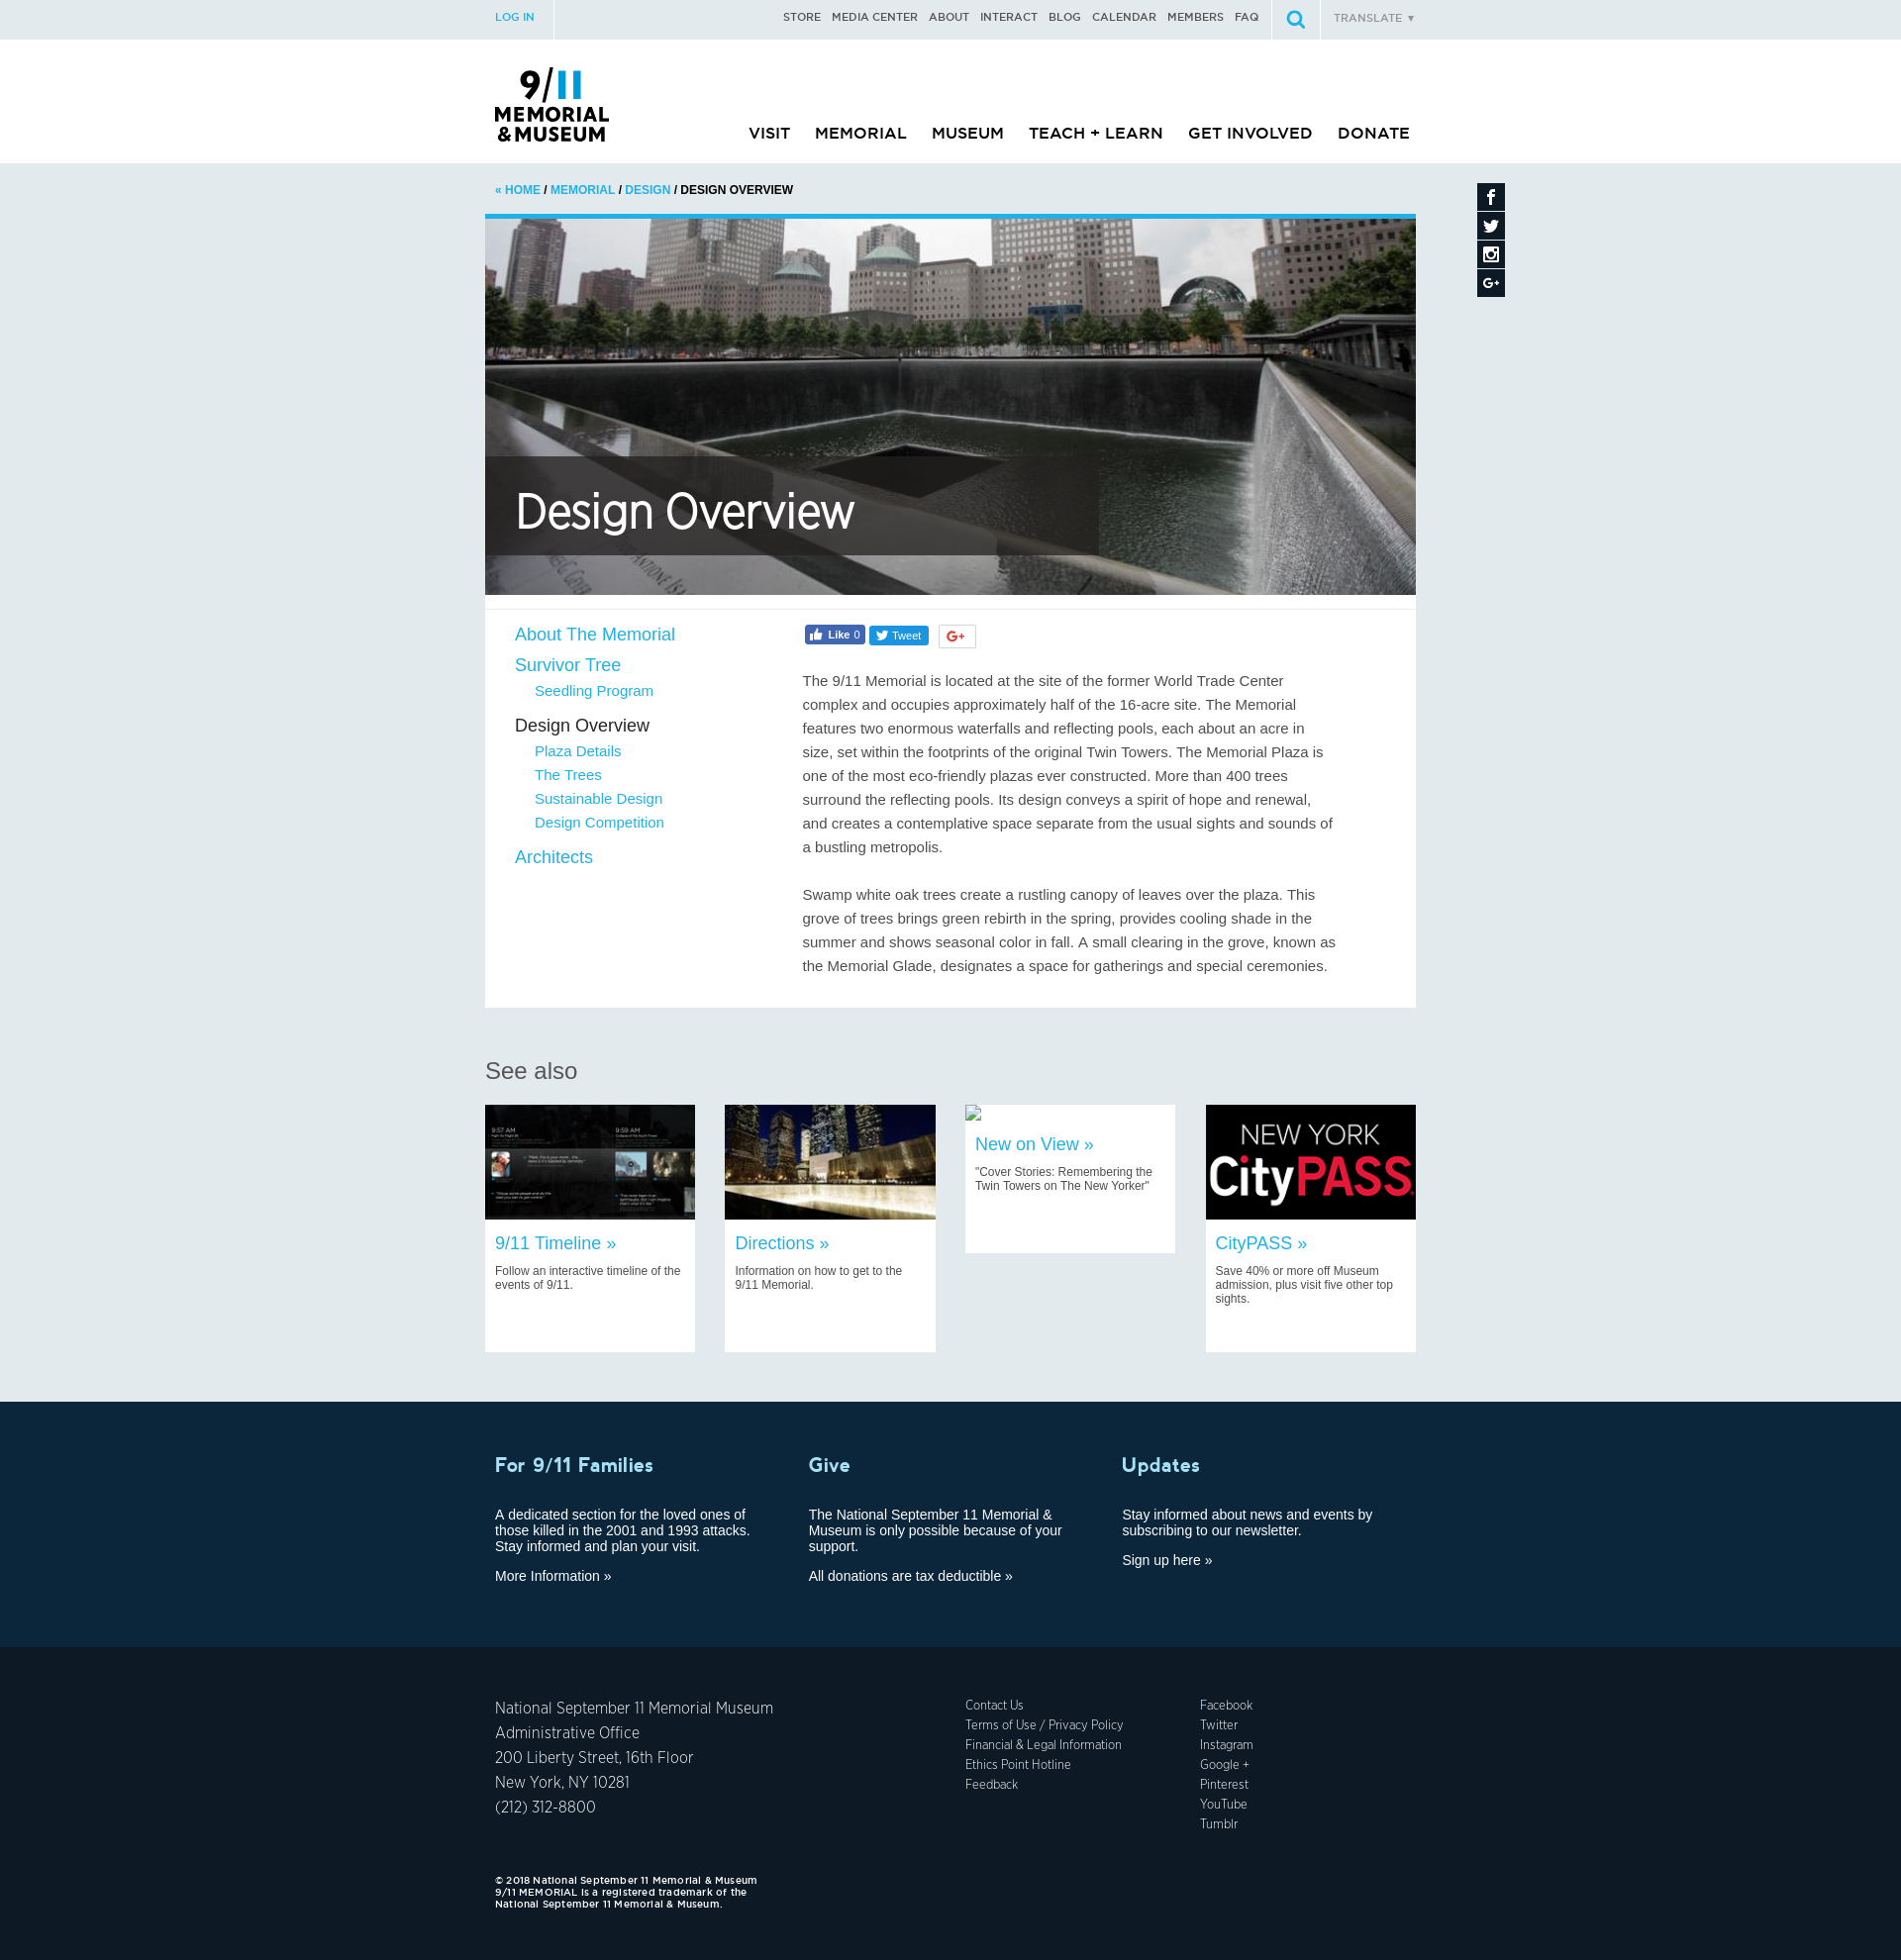 LOG IN
STORE MEDIA CENTER ABOUT INTERACT BLOG CALENDAR MEMBERS FAQ
TRANSLATE ▼
9/11
MEMORIAL
&MUSEUM
VISIT MEMORIAL MUSEUM TEACH + LEARN GET INVOLVED DONATE
« HOME / MEMORIAL / DESIGN / DESIGN OVERVIEW
Design Overview
About The Memorial
Survivor Tree
Seedling Program
Design Overview
Plaza Details
The Trees
Sustainable Design
Design Competition
Architects
Like 0
Tweet
G+
The 9/11 Memorial is located at the site of the former World Trade Center
complex and occupies approximately half of the 16-acre site. The Memorial
features two enormous waterfalls and reflecting pools, each about an acre in
size, set within the footprints of the original Twin Towers. The Memorial Plaza is
one of the most eco-friendly plazas ever constructed. More than 400 trees
surround the reflecting pools. Its design conveys a spirit of hope and renewal,
and creates a contemplative space separate from the usual sights and sounds of
a bustling metropolis.
Swamp white oak trees create a rustling canopy of leaves over the plaza. This
grove of trees brings green rebirth in the spring, provides cooling shade in the
summer and shows seasonal color in fall. A small clearing in the grove, known as
the Memorial Glade, designates a space for gatherings and special ceremonies.
See also
9:57 AM
9:59 AM
9/11 Timeline »
Follow an interactive timeline of the
events of 9/11.
Directions »
Information on how to get to the
9/11 Memorial.
New on View »
"Cover Stories: Remembering the
Twin Towers on The New Yorker"
NEW YORK
CityPASS
CityPASS »
Save 40% or more off Museum
admission, plus visit five other top
sights.
For 9/11 Families
A dedicated section for the loved ones of
those killed in the 2001 and 1993 attacks.
Stay informed and plan your visit.
More Information »
Give
The National September 11 Memorial &
Museum is only possible because of your
support.
All donations are tax deductible »
Updates
Stay informed about news and events by
subscribing to our newsletter.
Sign up here »
National September 11 Memorial Museum
Administrative Office
200 Liberty Street, 16th Floor
New York, NY 10281
(212) 312-8800
Contact Us
Terms of Use / Privacy Policy
Financial & Legal Information
Ethics Point Hotline
Feedback
Facebook
Twitter
Instagram
Google +
Pinterest
YouTube
Tumblr
© 2018 National September 11 Memorial & Museum
9/11 MEMORIAL is a registered trademark of the
National September 11 Memorial & Museum.